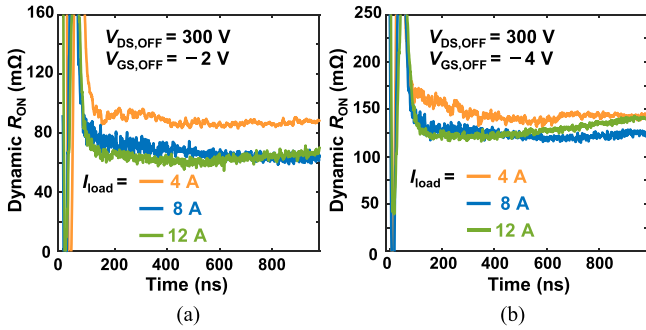 V_DS,OFF = 300 V
V_GS,OFF = −2 V
Dynamic R_ON (mΩ)
160
120
80
40
0
I_load =
4 A
8 A
12 A
0 200 400 600 800
Time (ns)
(a)
V_DS,OFF = 300 V
V_GS,OFF = −4 V
Dynamic R_ON (mΩ)
250
200
150
100
50
0
I_load =
4 A
8 A
12 A
0 200 400 600 800
Time (ns)
(b)